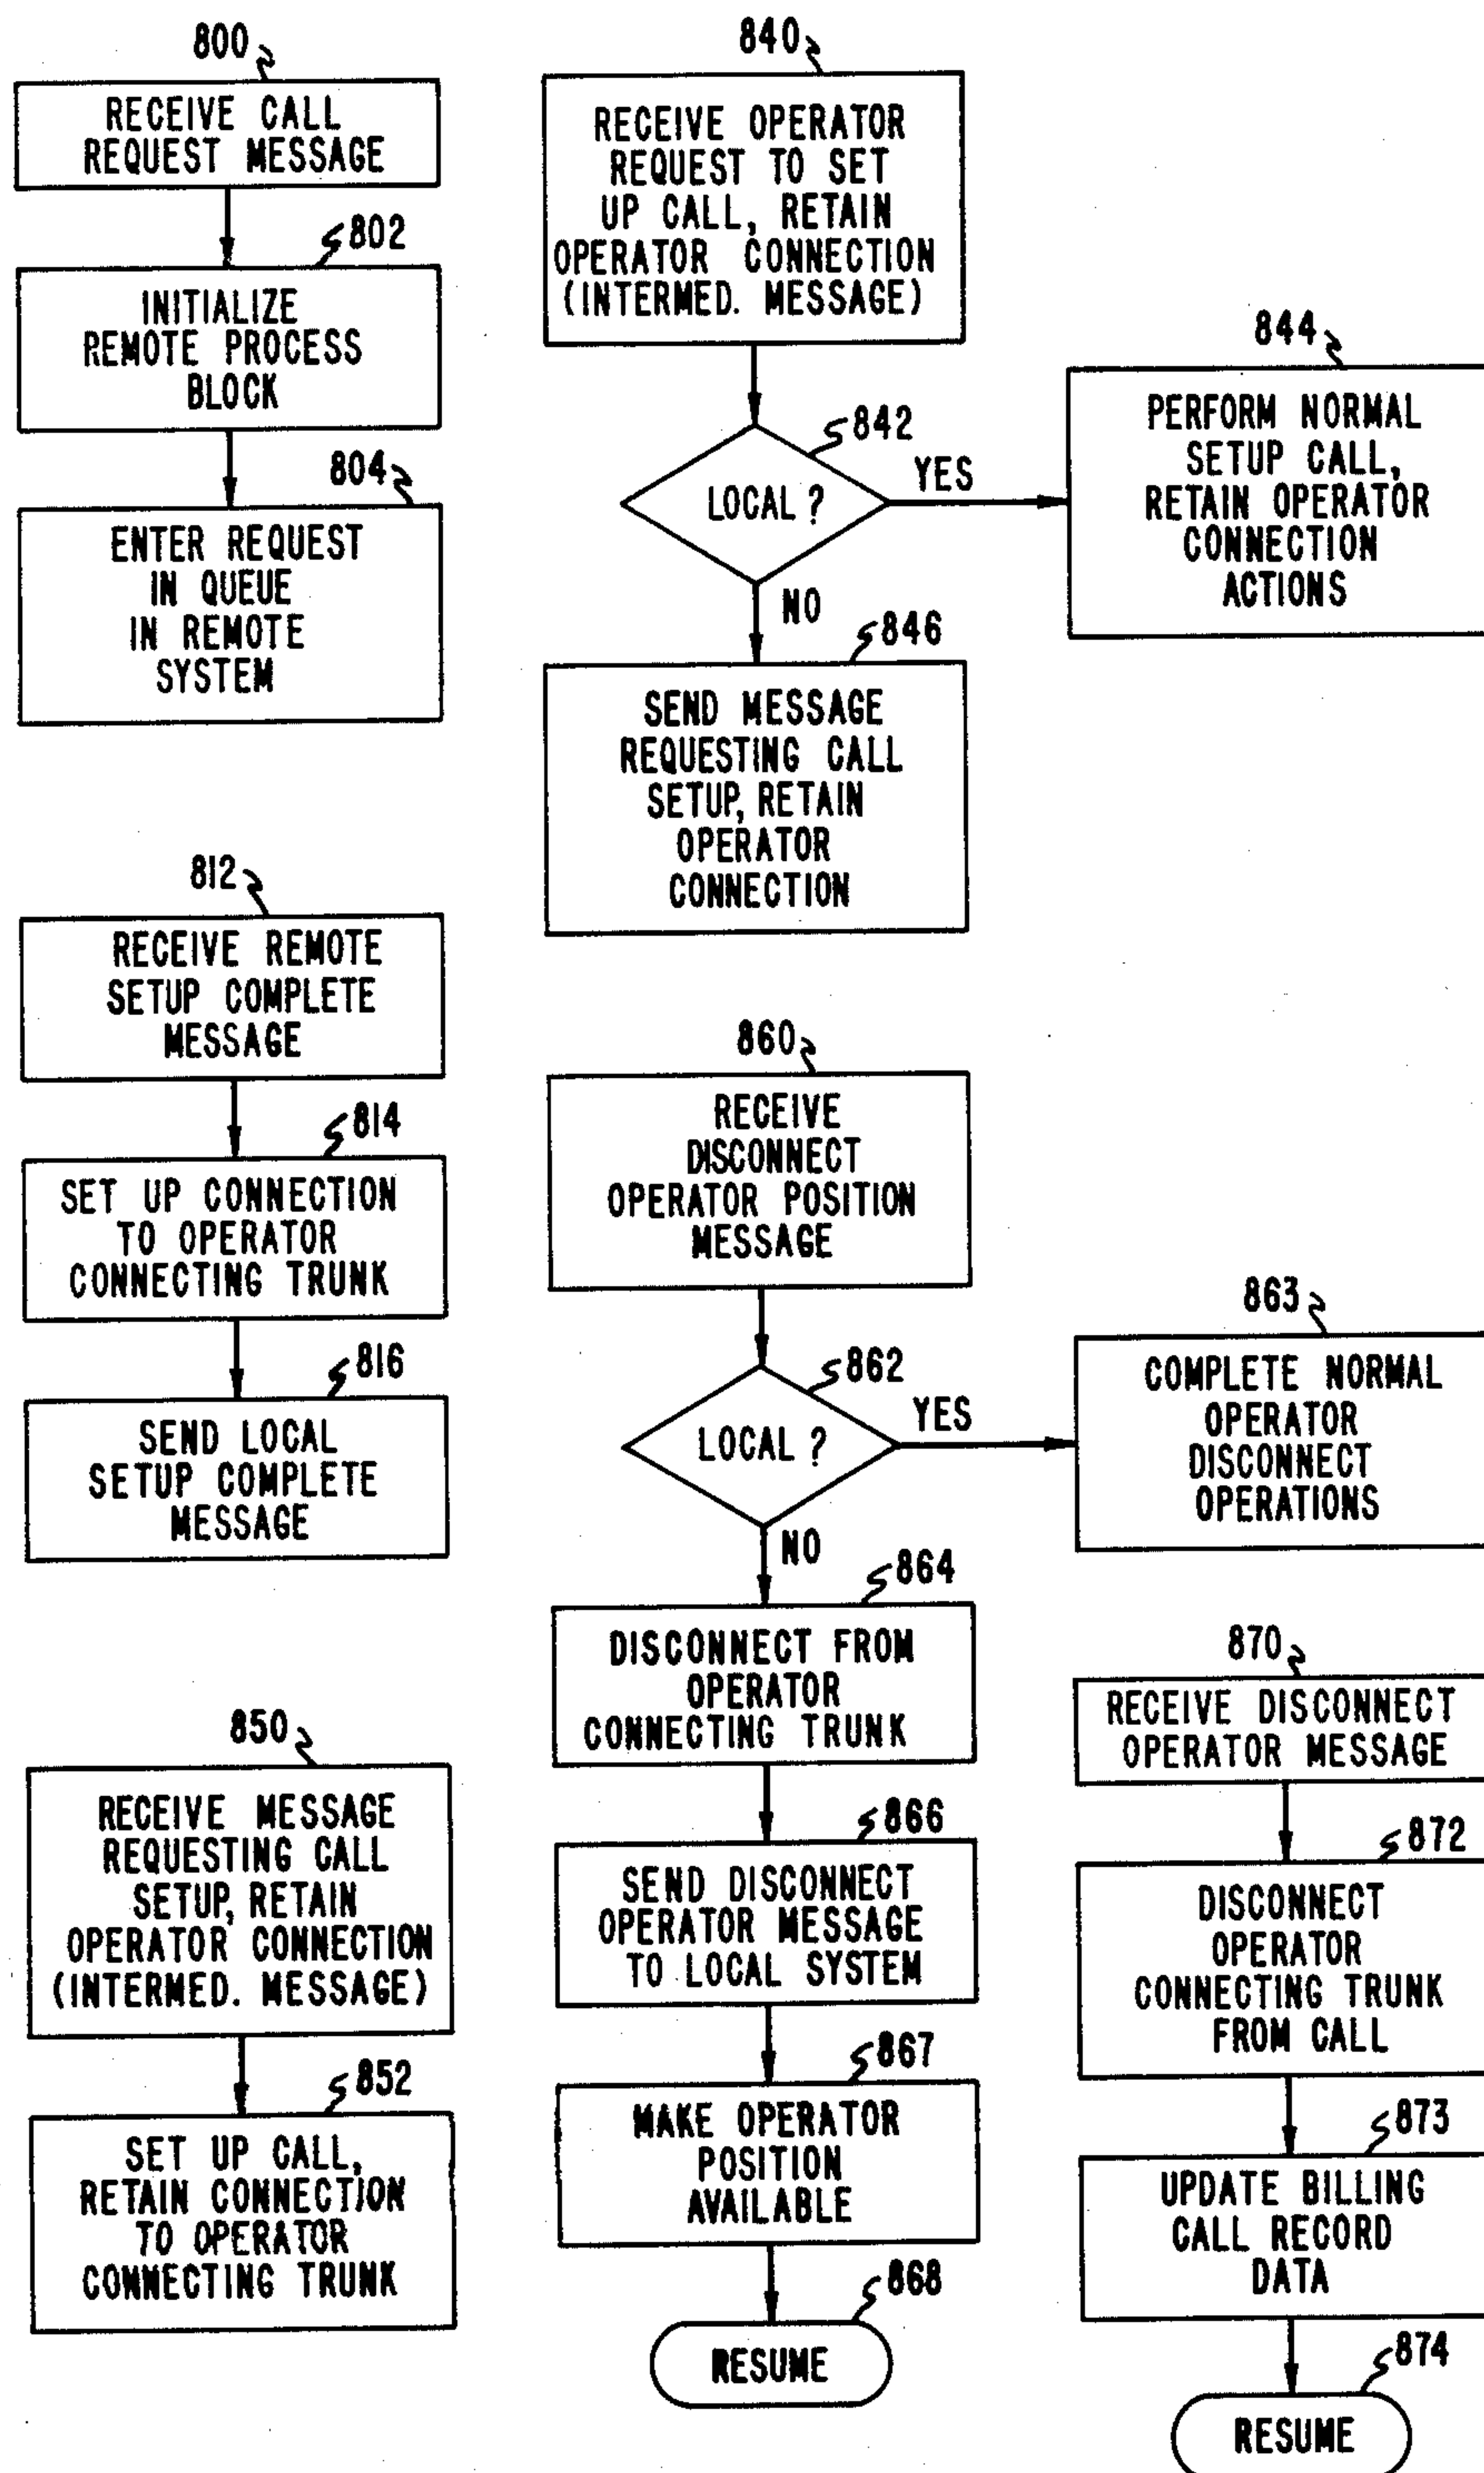 800
RECEIVE CALL
REQUEST MESSAGE
802
INITIALIZE
REMOTE PROCESS
BLOCK
804
ENTER REQUEST
IN QUEUE
IN REMOTE
SYSTEM
812
RECEIVE REMOTE
SETUP COMPLETE
MESSAGE
814
SET UP CONNECTION
TO OPERATOR
CONNECTING TRUNK
816
SEND LOCAL
SETUP COMPLETE
MESSAGE
850
RECEIVE MESSAGE
REQUESTING CALL
SETUP, RETAIN
OPERATOR CONNECTION
(INTERMED. MESSAGE)
852
SET UP CALL,
RETAIN CONNECTION
TO OPERATOR
CONNECTING TRUNK
840
RECEIVE OPERATOR
REQUEST TO SET
UP CALL, RETAIN
OPERATOR CONNECTION
(INTERMED. MESSAGE)
842
LOCAL ?
YES
NO
844
PERFORM NORMAL
SETUP CALL,
RETAIN OPERATOR
CONNECTION
ACTIONS
846
SEND MESSAGE
REQUESTING CALL
SETUP, RETAIN
OPERATOR
CONNECTION
860
RECEIVE
DISCONNECT
OPERATOR POSITION
MESSAGE
862
LOCAL ?
YES
NO
863
COMPLETE NORMAL
OPERATOR
DISCONNECT
OPERATIONS
864
DISCONNECT FROM
OPERATOR
CONNECTING TRUNK
866
SEND DISCONNECT
OPERATOR MESSAGE
TO LOCAL SYSTEM
867
MAKE OPERATOR
POSITION
AVAILABLE
868
RESUME
870
RECEIVE DISCONNECT
OPERATOR MESSAGE
872
DISCONNECT
OPERATOR
CONNECTING TRUNK
FROM CALL
873
UPDATE BILLING
CALL RECORD
DATA
874
RESUME